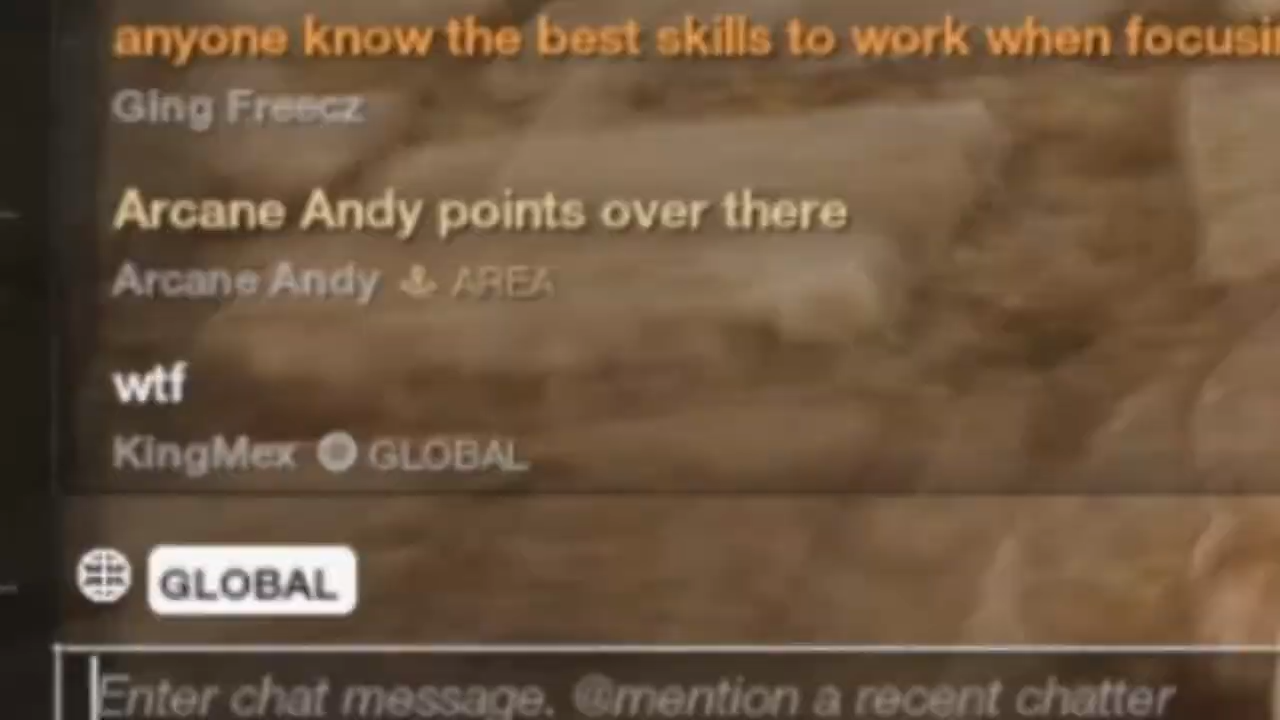 anyone know the best skills to work when focusi
Ging Freecz
Arcane Andy points over there
Arcane Andy AREA
wtf
KingMex GLOBAL
GLOBAL
Enter chat message. @mention a recent chatter